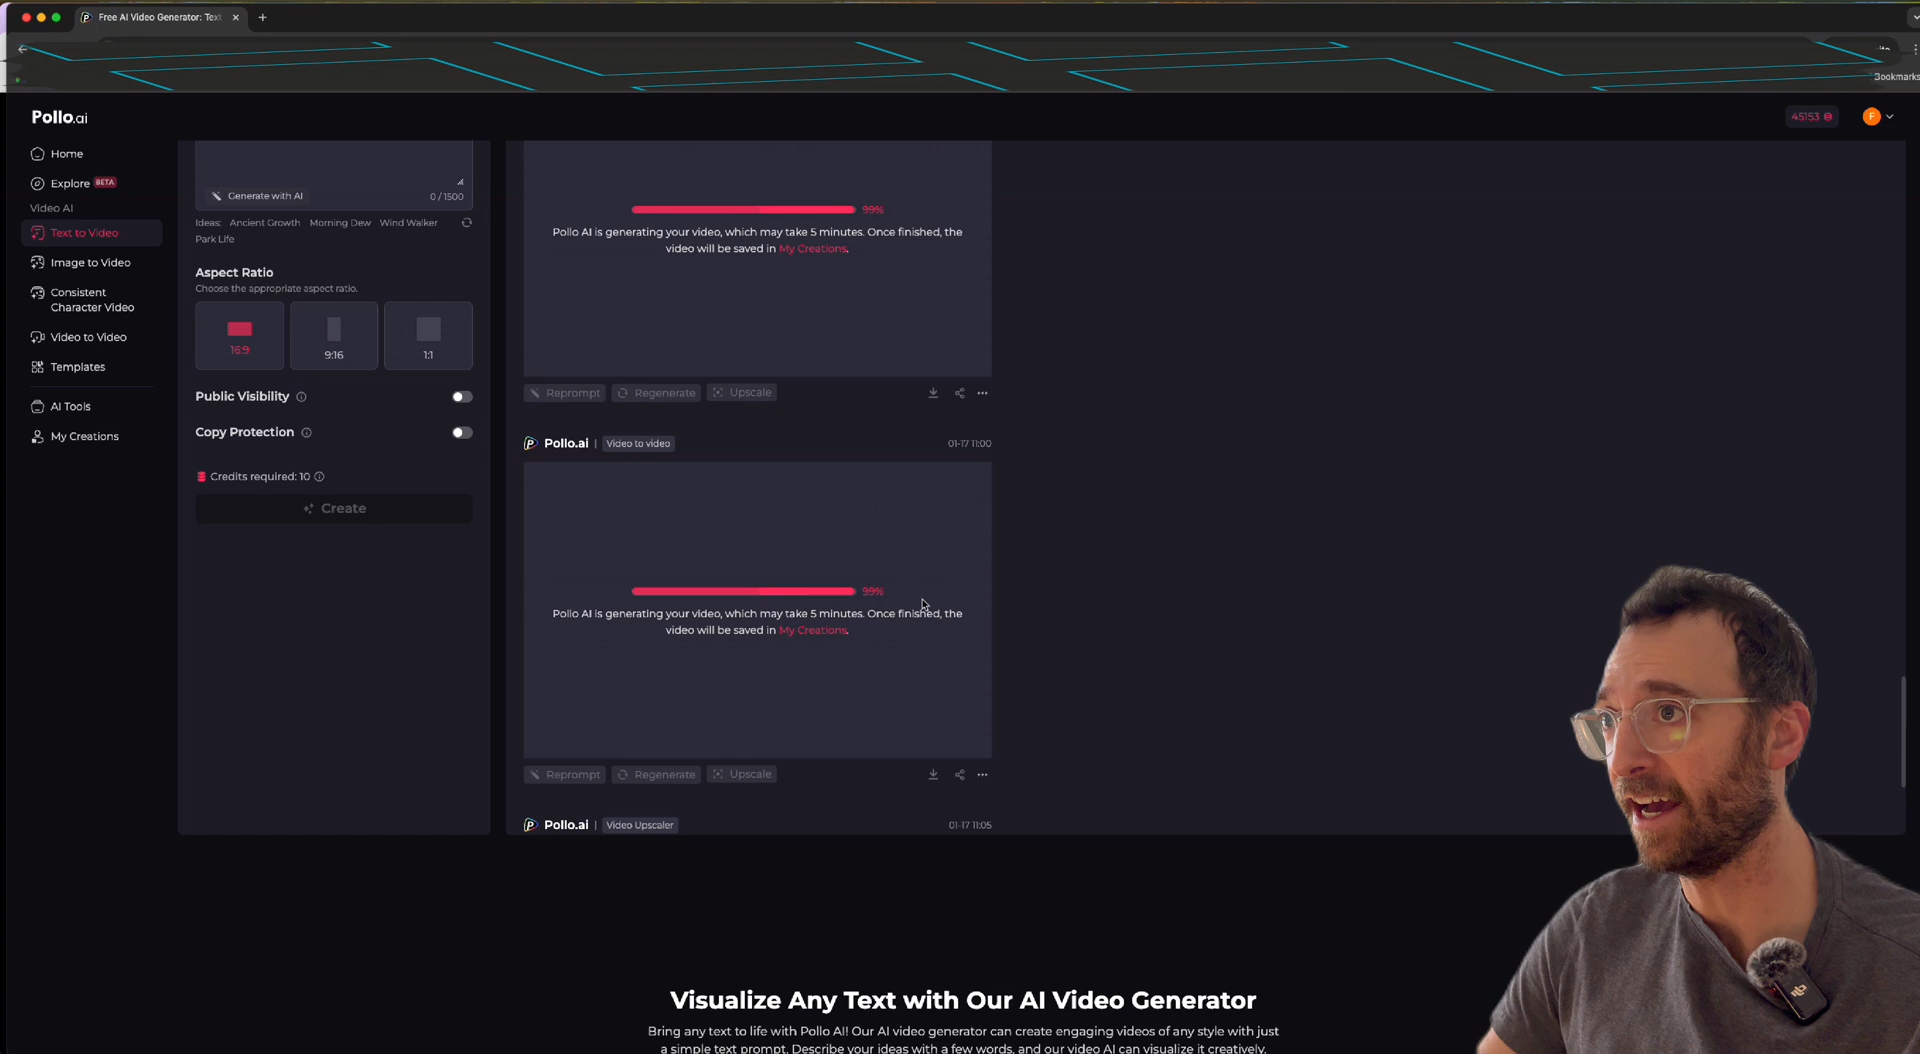 Free AI Video Generator: Text
Bookmarks
Pollo.ai
45153
F
Home
Explore BETA
Video AI
Text to Video
Image to Video
Consistent
Character Video
Video to Video
Templates
AI Tools
My Creations
Generate with AI
0 / 1500
Ideas: Ancient Growth Morning Dew Wind Walker
Park Life
Aspect Ratio
Choose the appropriate aspect ratio.
16:9
9:16
1:1
Public Visibility
Copy Protection
Credits required: 10
Create
99%
Pollo AI is generating your video, which may take 5 minutes. Once finished, the
video will be saved in My Creations.
Reprompt
Regenerate
Upscale
Pollo.ai | Video to video
01-17 11:00
99%
Pollo AI is generating your video, which may take 5 minutes. Once finished, the
video will be saved in My Creations.
Reprompt
Regenerate
Upscale
Pollo.ai | Video Upscaler
01-17 11:05
Visualize Any Text with Our AI Video Generator
Bring any text to life with Pollo AI! Our AI video generator can create engaging videos of any style with just
a simple text prompt. Describe your ideas with a few words, and our video AI can visualize it creatively.